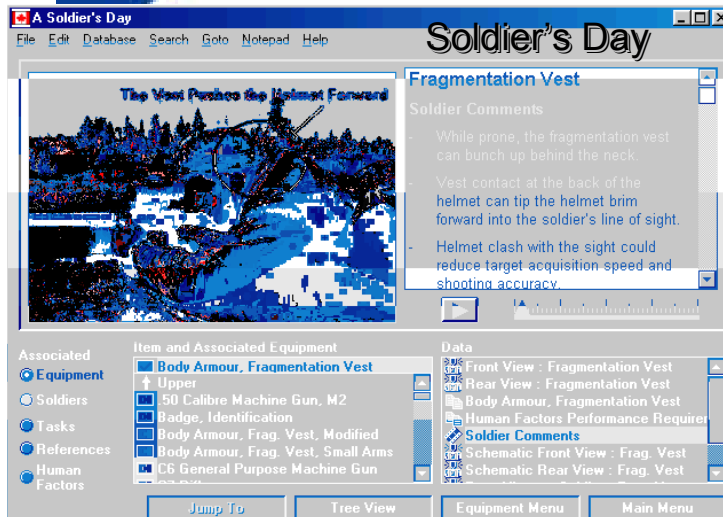 A Soldier's Day
File Edit Database Search Goto Notepad Help
Soldier's Day
The Vest Pushes the Helmet Forward
Fragmentation Vest
Soldier Comments
- While prone, the fragmentation vest
can bunch up behind the neck.
- Vest contact at the back of the
helmet can tip the helmet brim
forward into the soldier's line of sight.
- Helmet clash with the sight could
reduce target acquisition speed and
shooting accuracy.
Associated
Equipment
Soldiers
Tasks
References
Human
Factors
Item and Associated Equipment
Body Armour, Fragmentation Vest
Upper
.50 Calibre Machine Gun, M2
Badge, Identification
Body Armour, Frag. Vest, Modified
Body Armour, Frag. Vest, Small Arms
C6 General Purpose Machine Gun
Data
Front View : Fragmentation Vest
Rear View : Fragmentation Vest
Body Armour, Fragmentation Vest
Human Factors Performance Requirer
Soldier Comments
Schematic Front View : Frag. Vest
Schematic Rear View : Frag. Vest
Jump To
Tree View
Equipment Menu
Main Menu